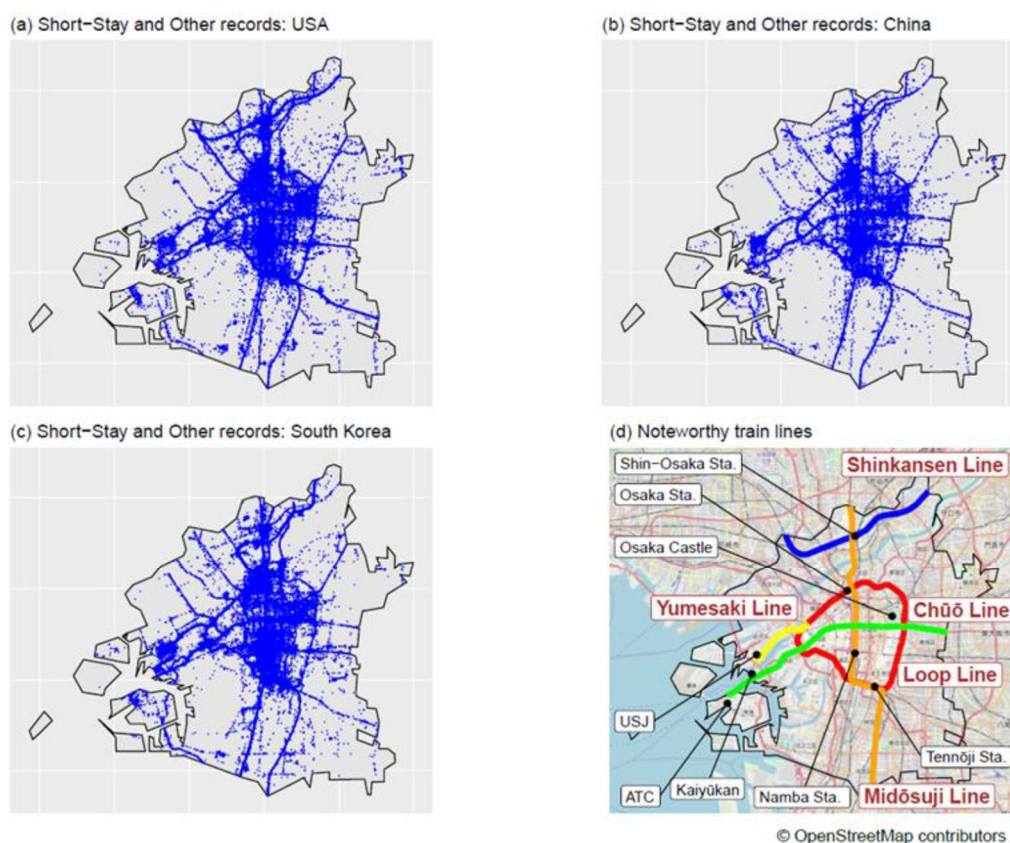 (a) Short−Stay and Other records: USA
(b) Short−Stay and Other records: China
(c) Short−Stay and Other records: South Korea
(d) Noteworthy train lines
Shin−Osaka Sta.
Shinkansen Line
Osaka Sta.
Osaka Castle
Yumesaki Line
Chūō Line
Loop Line
USJ
Tennōji Sta.
ATC
Kaiyūkan
Namba Sta.
Midōsuji Line
© OpenStreetMap contributors